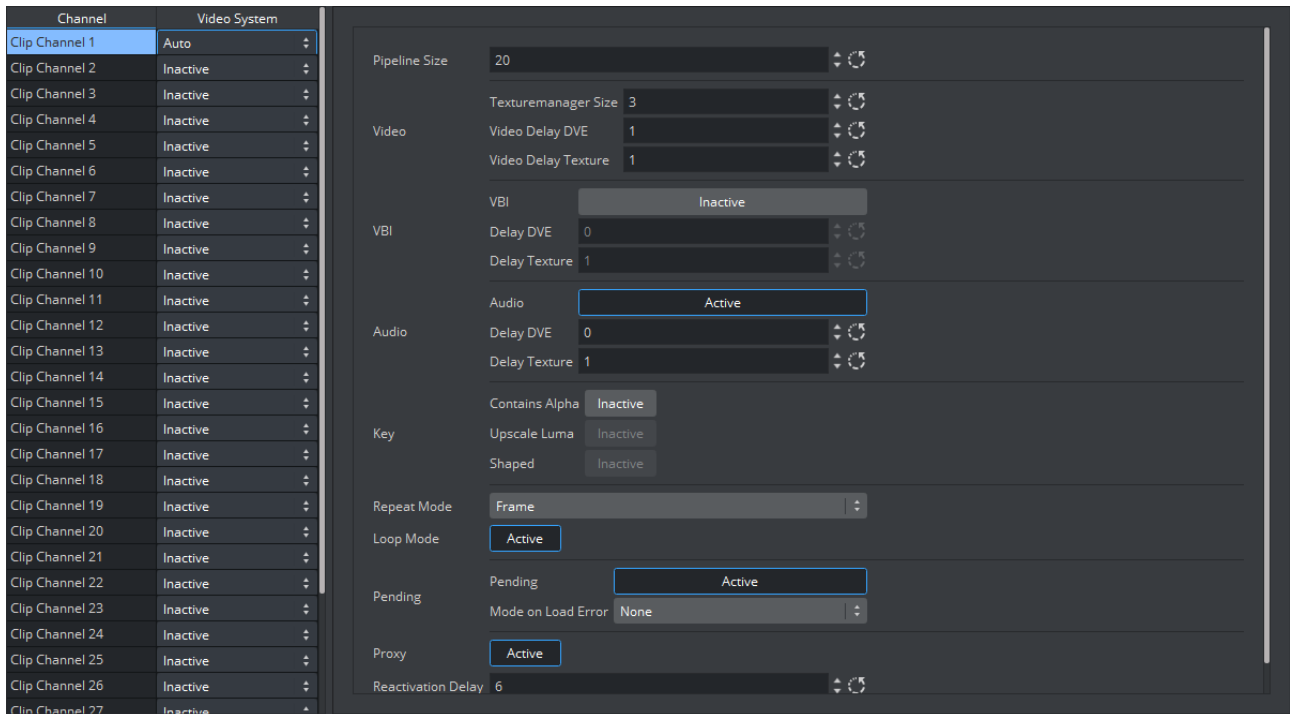 Channel Video System
Clip Channel 1 Auto
Clip Channel 2 Inactive
Clip Channel 3 Inactive
Clip Channel 4 Inactive
Clip Channel 5 Inactive
Clip Channel 6 Inactive
Clip Channel 7 Inactive
Clip Channel 8 Inactive
Clip Channel 9 Inactive
Clip Channel 10 Inactive
Clip Channel 11 Inactive
Clip Channel 12 Inactive
Clip Channel 13 Inactive
Clip Channel 14 Inactive
Clip Channel 15 Inactive
Clip Channel 16 Inactive
Clip Channel 17 Inactive
Clip Channel 18 Inactive
Clip Channel 19 Inactive
Clip Channel 20 Inactive
Clip Channel 21 Inactive
Clip Channel 22 Inactive
Clip Channel 23 Inactive
Clip Channel 24 Inactive
Clip Channel 25 Inactive
Clip Channel 26 Inactive
Clip Channel 27 Inactive
Pipeline Size 20
Texturemanager Size 3
Video Video Delay DVE 1
Video Delay Texture 1
VBI Inactive
VBI Delay DVE 0
Delay Texture 1
Audio Active
Audio Delay DVE 0
Delay Texture 1
Contains Alpha Inactive
Key Upscale Luma Inactive
Shaped Inactive
Repeat Mode Frame
Loop Mode Active
Pending Active
Pending
Mode on Load Error None
Proxy Active
Reactivation Delay 6